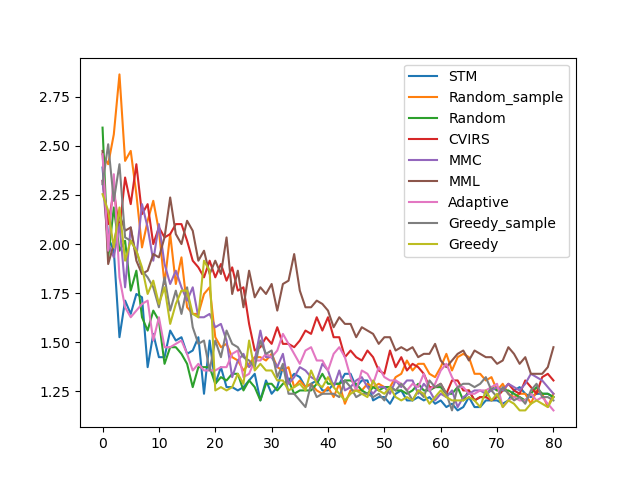 2.75
2.50
2.25
2.00
1.75
1.50
1.25
0
10
20
30
40
50
60
70
80
STM
Random_sample
Random
CVIRS
MMC
MML
Adaptive
Greedy_sample
Greedy